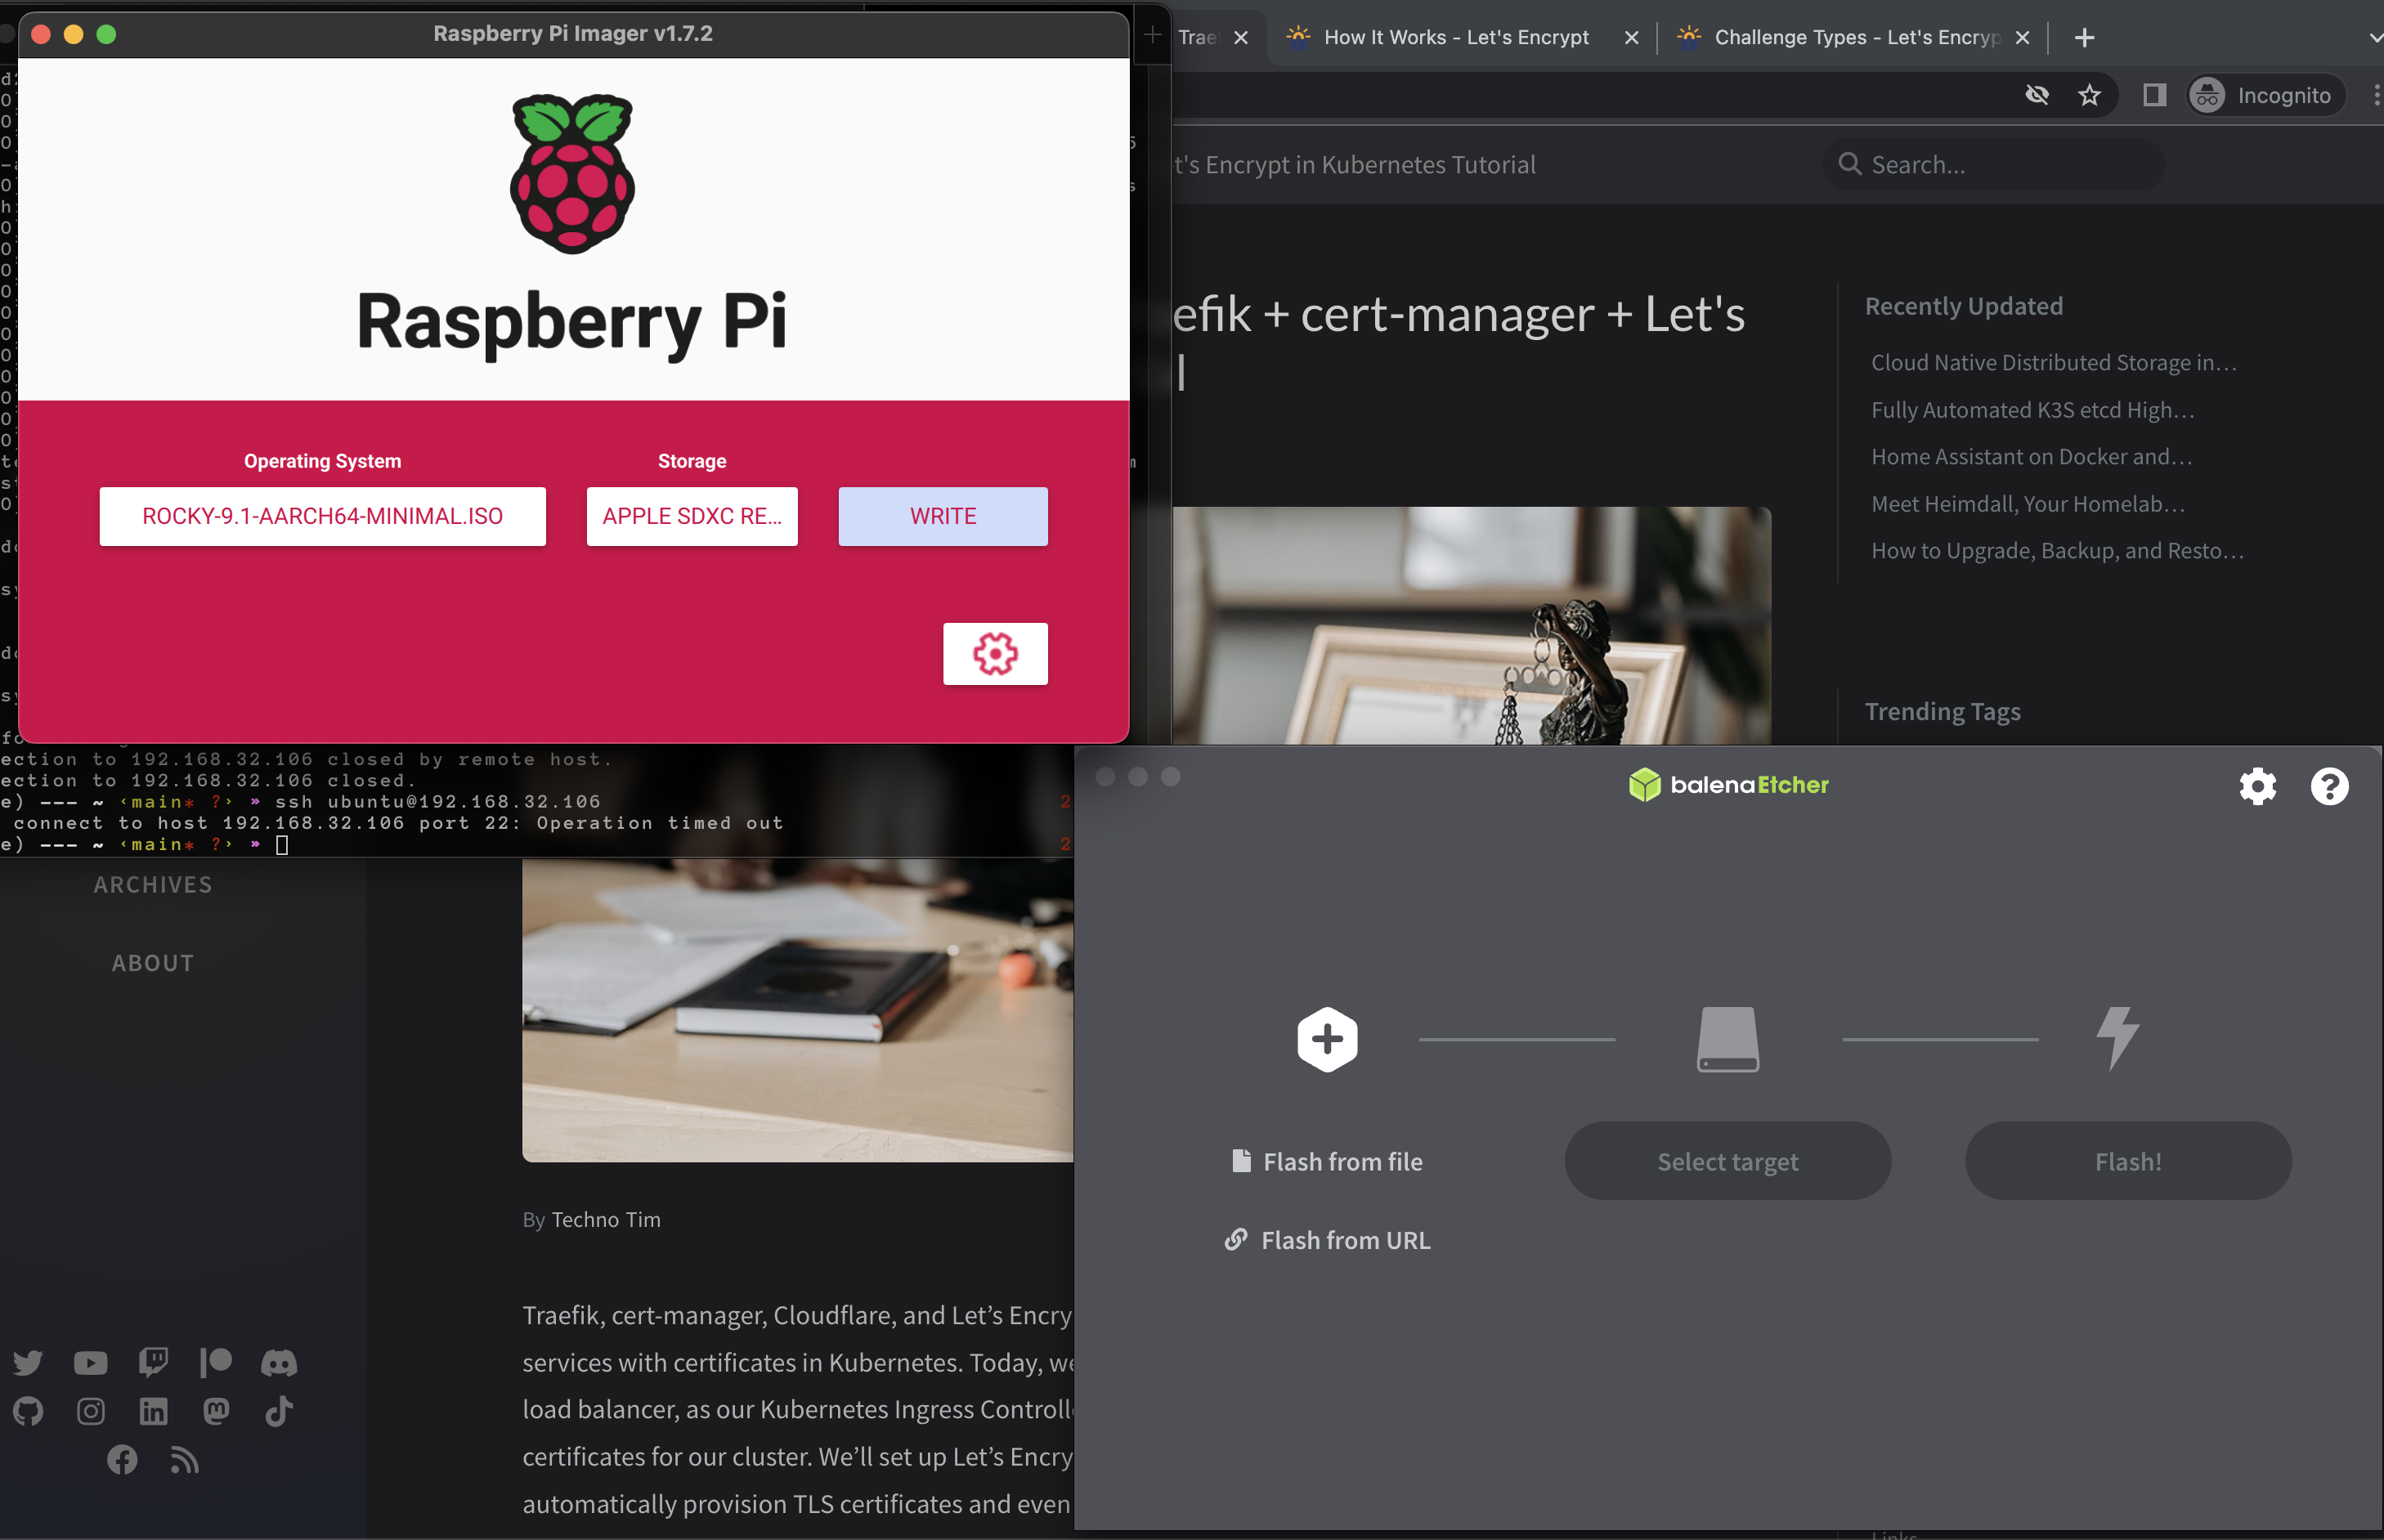 Raspberry Pi Imager v1.7.2
Raspberry Pi
Operating System
Storage
ROCKY-9.1-AARCH64-MINIMAL.ISO
APPLE SDXC RE...
WRITE
How It Works - Let's Encrypt
Challenge Types - Let's Encryp
Incognito
t's Encrypt in Kubernetes Tutorial
Search...
efik + cert-manager + Let's
Recently Updated
Cloud Native Distributed Storage in...
Fully Automated K3S etcd High...
Home Assistant on Docker and...
Meet Heimdall, Your Homelab...
How to Upgrade, Backup, and Resto...
Trending Tags
ection to 192.168.32.106 closed by remote host.
ection to 192.168.32.106 closed.
e) --- ~ ‹main* ?› » ssh ubuntu@192.168.32.106 2
connect to host 192.168.32.106 port 22: Operation timed out
e) --- ~ ‹main* ?› » 2
ARCHIVES
ABOUT
balenaEtcher
Flash from file
Select target
Flash!
Flash from URL
By Techno Tim
Traefik, cert-manager, Cloudflare, and Let’s Encry
services with certificates in Kubernetes. Today, we
load balancer, as our Kubernetes Ingress Controll
certificates for our cluster. We’ll set up Let’s Encry
automatically provision TLS certificates and even